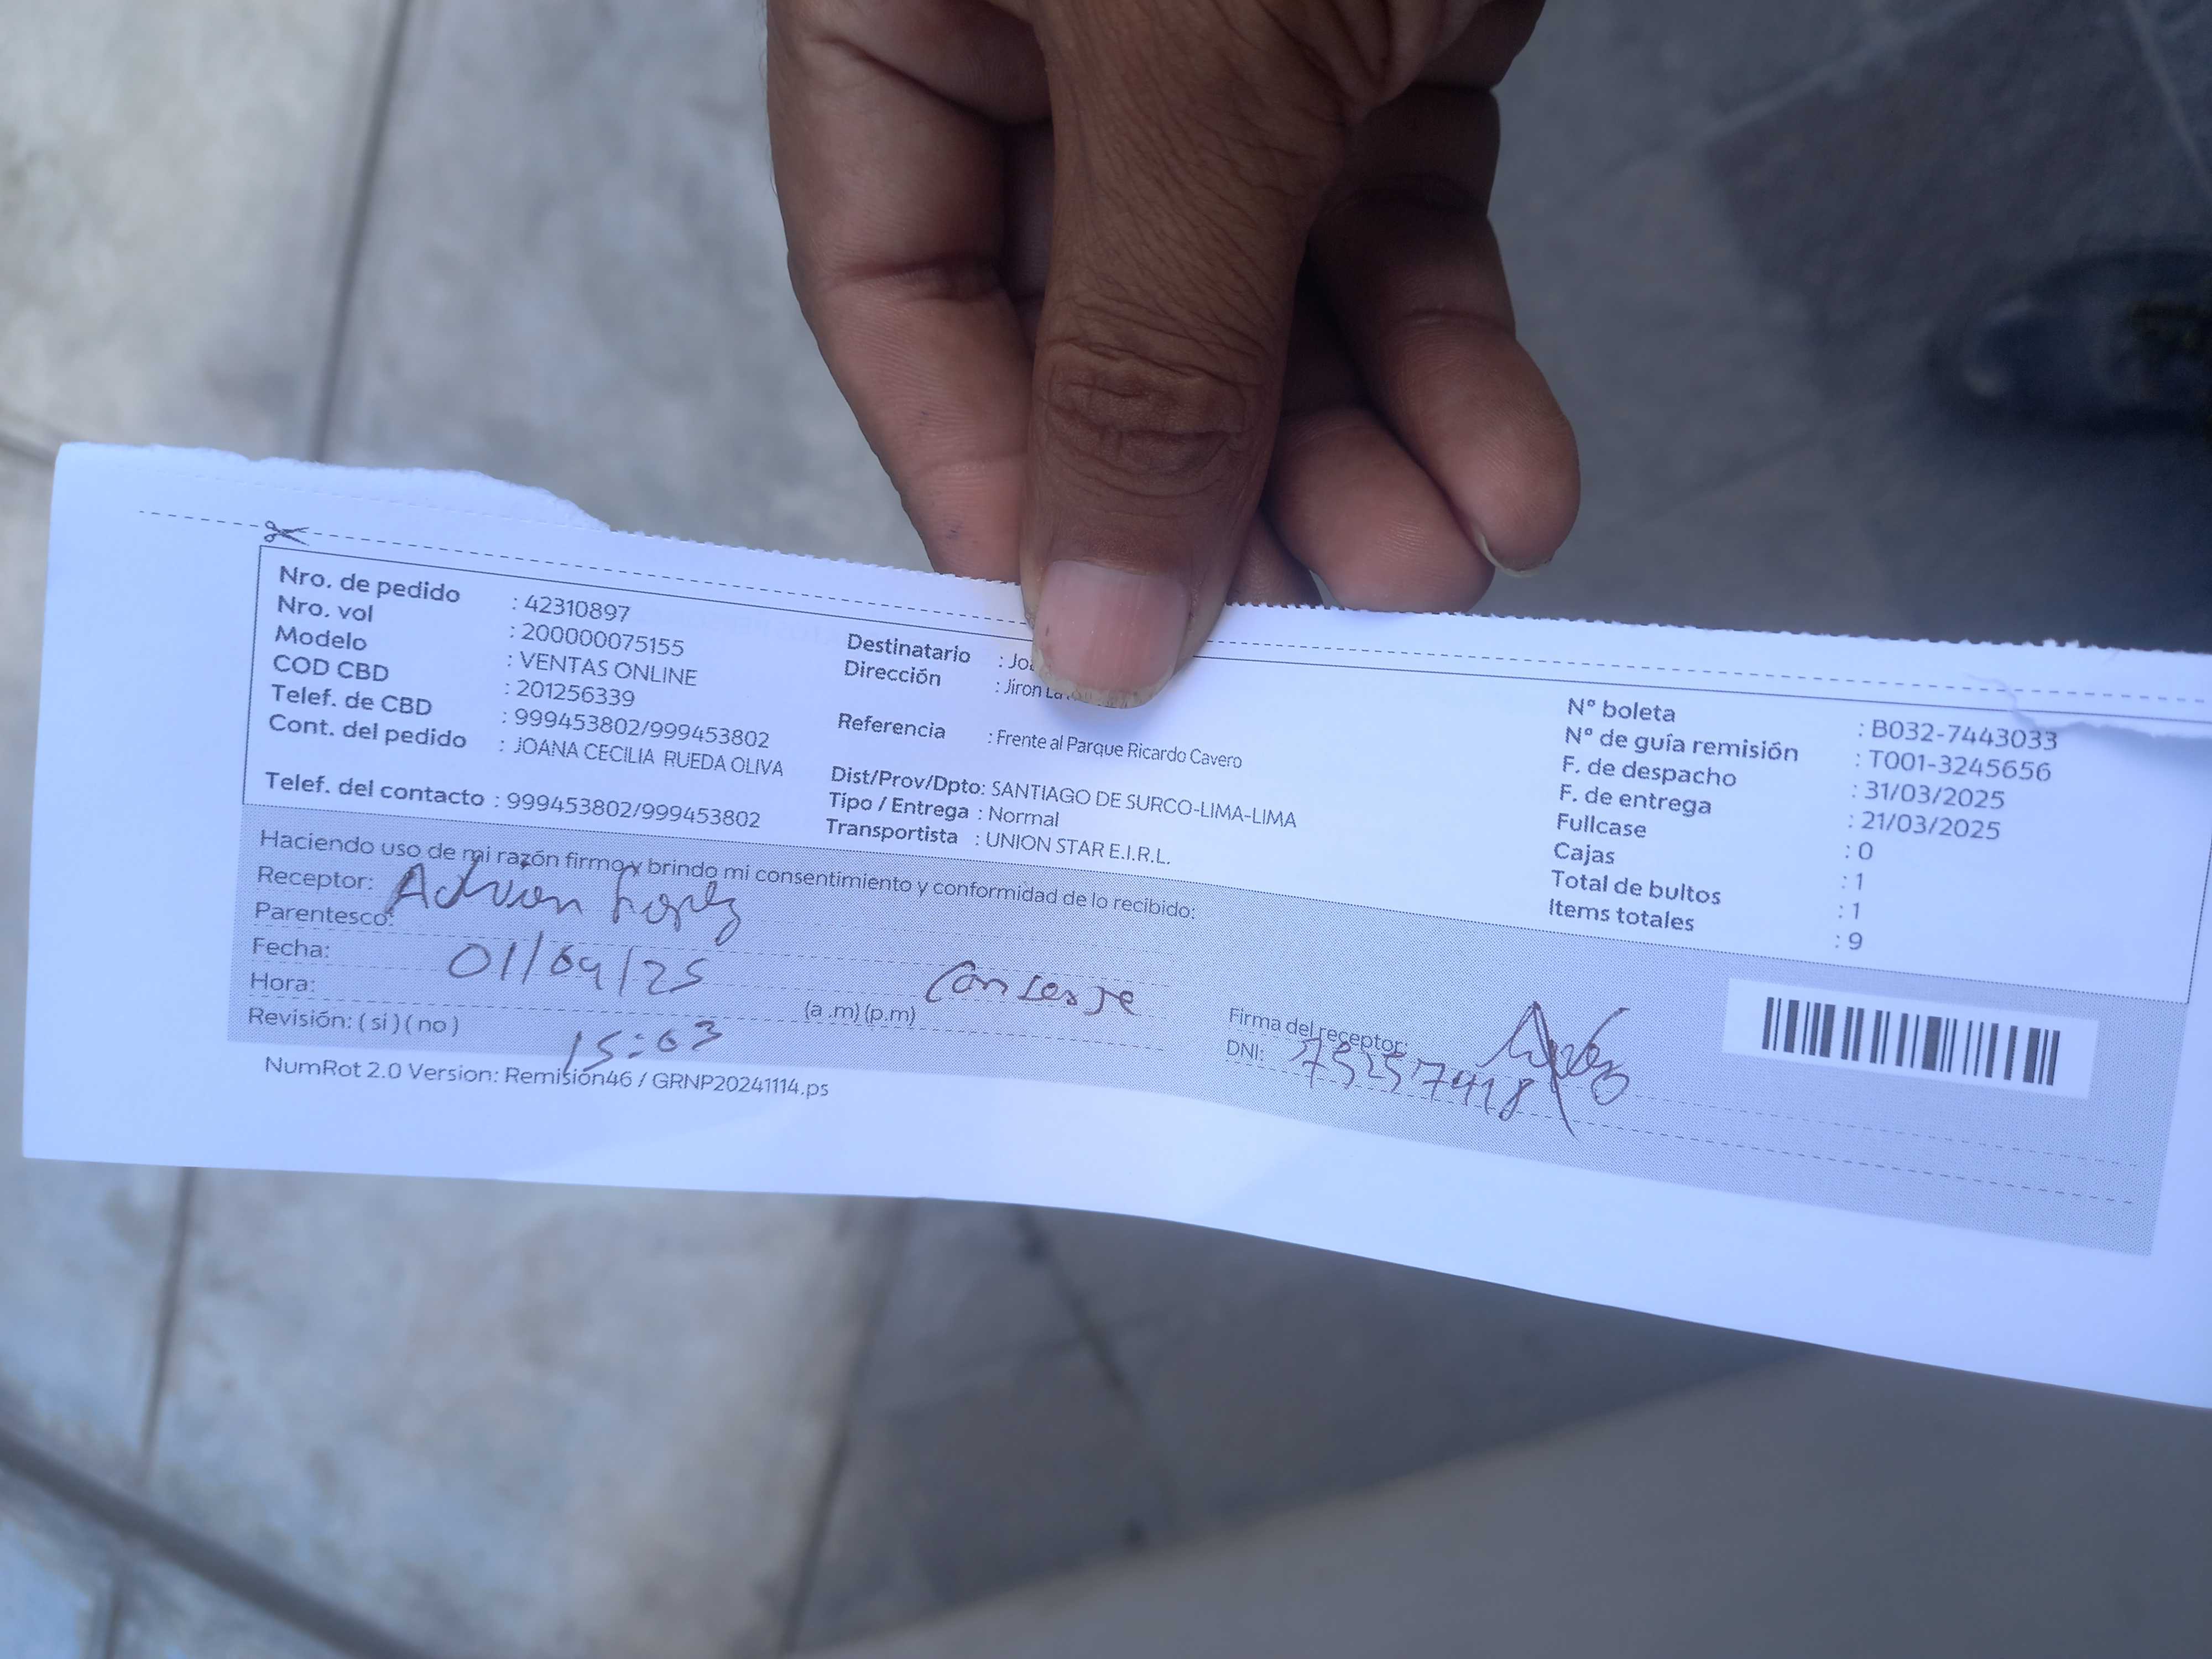 Nro. de pedido : 42310897
Nro. vol : 200000075155
Modelo : VENTAS ONLINE
COD CBD : 201256339
Telef. de CBD : 999453802/999453802
Cont. del pedido : JOANA CECILIA RUEDA OLIVA
Telef. del contacto : 999453802/999453802
Destinatario :
Dirección : Jiron
Referencia : Frente al Parque Ricardo Cavero
Dist/Prov/Dpto: SANTIAGO DE SURCO-LIMA-LIMA
Tipo / Entrega : Normal
Transportista : UNION STAR E.I.R.L.
N° boleta : B032-7443033
N° de guía remisión : T001-3245656
F. de despacho : 31/03/2025
F. de entrega : 21/03/2025
Fullcase : 0
Cajas : 1
Total de bultos : 1
Items totales : 9
Haciendo uso de mi razón firmo y brindo mi consentimiento y conformidad de lo recibido:
Receptor: Adrian Lopez
Parentesco:
Fecha: 01/04/25 Conserje
Hora: 15:03 (a .m) (p.m)
Revisión: ( si ) ( no )
Firma del receptor:
DNI: 75257418
NumRot 2.0 Version: Remisión46 / GRNP20241114.ps